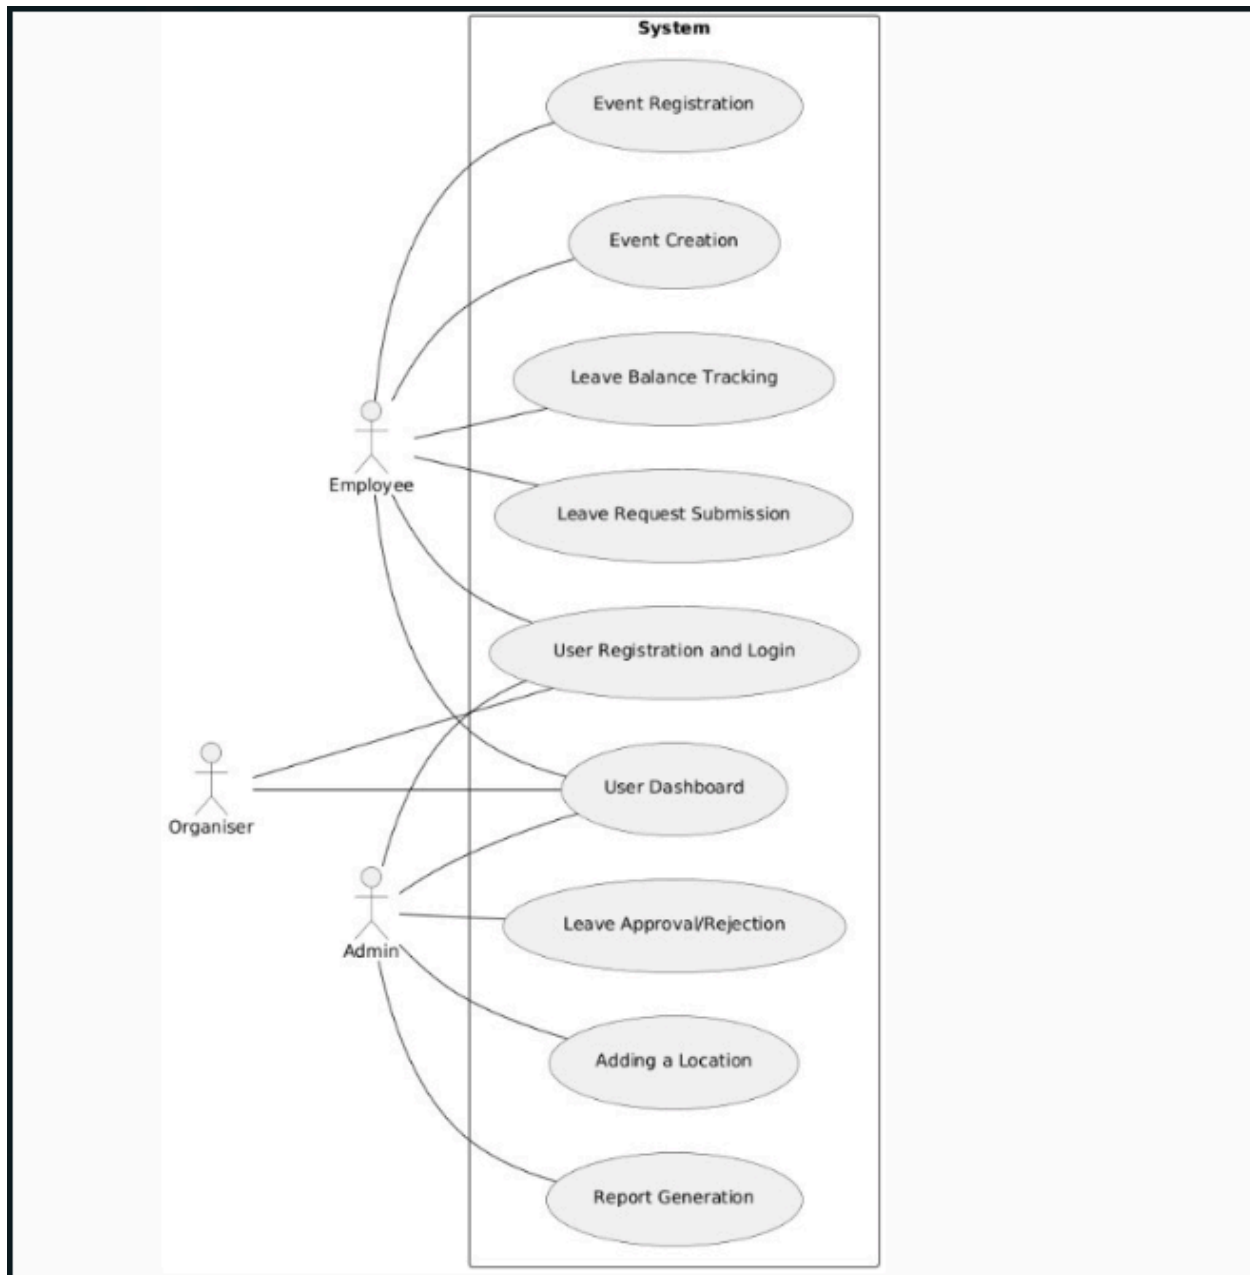 System
Event Registration
Event Creation
Leave Balance Tracking
Employee
Leave Request Submission
User Registration and Login
User Dashboard
Organiser
Leave Approval/Rejection
Admin
Adding a Location
Report Generation